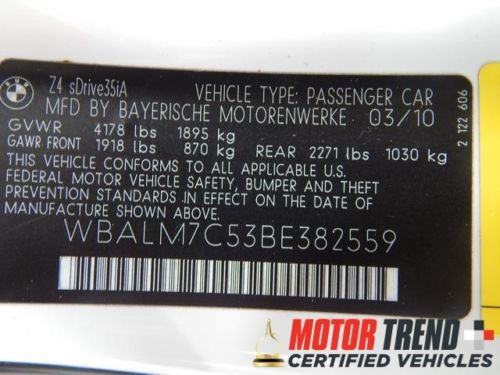 BMW
Z4 sDrive35iA VEHICLE TYPE: PASSENGER CAR
MFD BY BAYERISCHE MOTORENWERKE 03/10
GVWR 4178 lbs 1895 kg
GAWR FRONT 1918 lbs 870 kg REAR 2271 lbs 1030 kg
THIS VEHICLE CONFORMS TO ALL APPLICABLE U.S.
FEDERAL MOTOR VEHICLE SAFETY, BUMPER AND THEFT
PREVENTION STANDARDS IN EFFECT ON THE DATE
OF MANUFACTURE SHOWN ABOVE.
WBALM7C53BE382559
2 122 606
MOTOR TREND
CERTIFIED VEHICLES